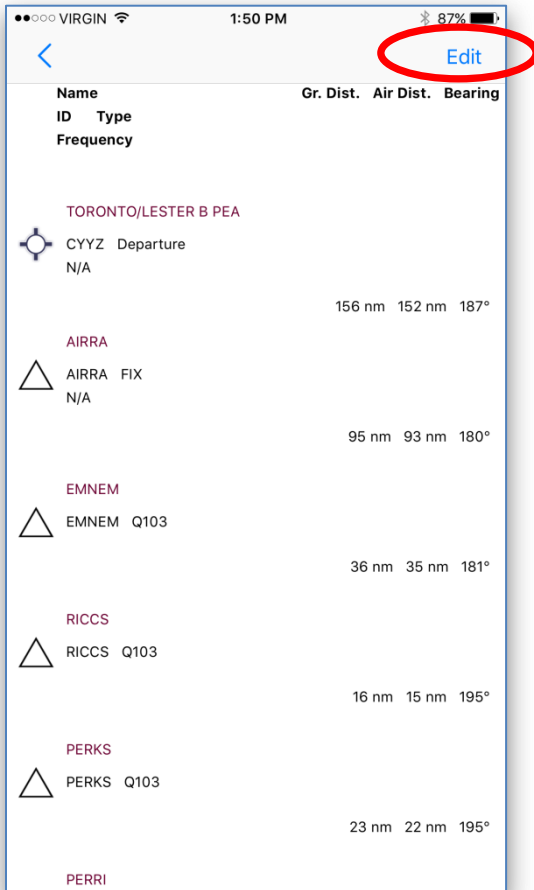 VIRGIN 1:50 PM 87%
Edit
Name Gr. Dist. Air Dist. Bearing
ID Type
Frequency
TORONTO/LESTER B PEA
CYYZ Departure
N/A
156 nm 152 nm 187°
AIRRA
AIRRA FIX
N/A
95 nm 93 nm 180°
EMNEM
EMNEM Q103
36 nm 35 nm 181°
RICCS
RICCS Q103
16 nm 15 nm 195°
PERKS
PERKS Q103
23 nm 22 nm 195°
PERRI